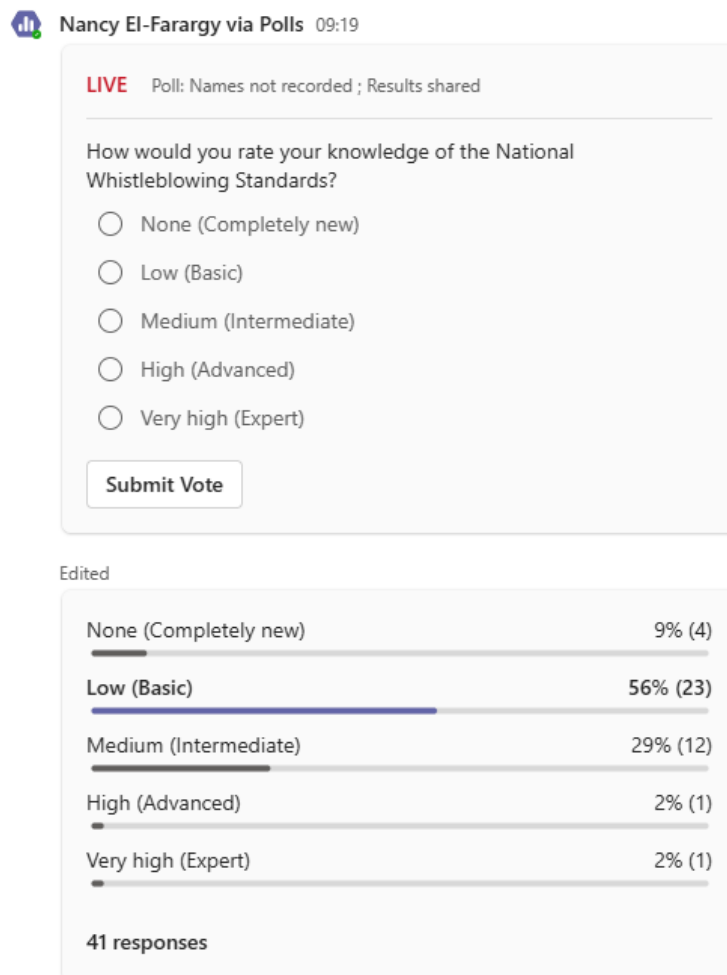 Nancy El-Farargy via Polls 09:19
LIVE Poll: Names not recorded ; Results shared
How would you rate your knowledge of the National
Whistleblowing Standards?
None (Completely new)
Low (Basic)
Medium (Intermediate)
High (Advanced)
Very high (Expert)
Submit Vote
Edited
None (Completely new) 9% (4)
Low (Basic) 56% (23)
Medium (Intermediate) 29% (12)
High (Advanced) 2% (1)
Very high (Expert) 2% (1)
41 responses